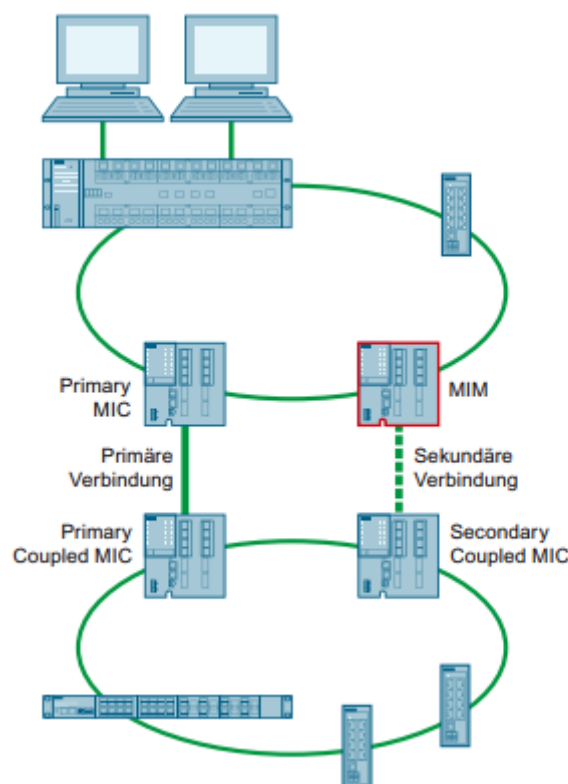 Primary
MIC
MIM
Primäre
Verbindung
Sekundäre
Verbindung
Primary
Coupled MIC
Secondary
Coupled MIC